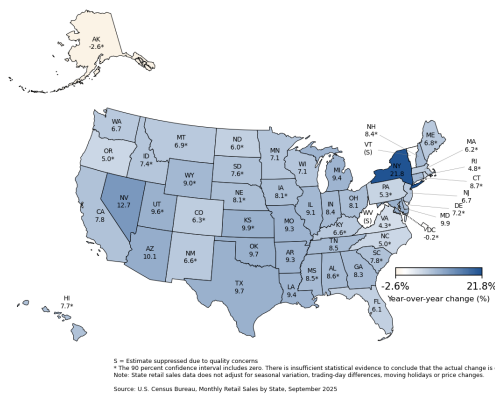 AK
-2.6*
WA
6.7
OR
5.0*
CA
7.8
NV
12.7
ID
7.4*
MT
6.9*
WY
9.0*
UT
9.6*
AZ
10.1
CO
6.3*
NM
6.6*
ND
6.0*
SD
7.6*
NE
8.1*
KS
9.9*
OK
9.7
TX
9.7
MN
7.1
IA
8.1*
MO
9.3
AR
9.3
LA
9.4
WI
7.1
IL
9.1
MI
9.4
IN
8.4
OH
8.1
KY
6.6*
TN
8.5
MS
8.5*
AL
8.6*
GA
8.3
FL
6.1
SC
7.8*
NC
5.0*
VA
4.3*
WV
(S)
PA
5.3*
NY
21.8
NH
8.4*
VT
(S)
ME
6.8*
MA
6.2*
RI
4.8*
CT
8.7*
NJ
6.7
DE
7.2*
MD
9.9
DC
-0.2*
HI
7.7*
-2.6% 21.8%
Year-over-year change (%)
S = Estimate suppressed due to quality concerns
* The 90 percent confidence interval includes zero. There is insufficient statistical evidence to conclude that the actual change is
Note: State retail sales data does not adjust for seasonal variation, trading-day differences, moving holidays or price changes.
Source: U.S. Census Bureau, Monthly Retail Sales by State, September 2025